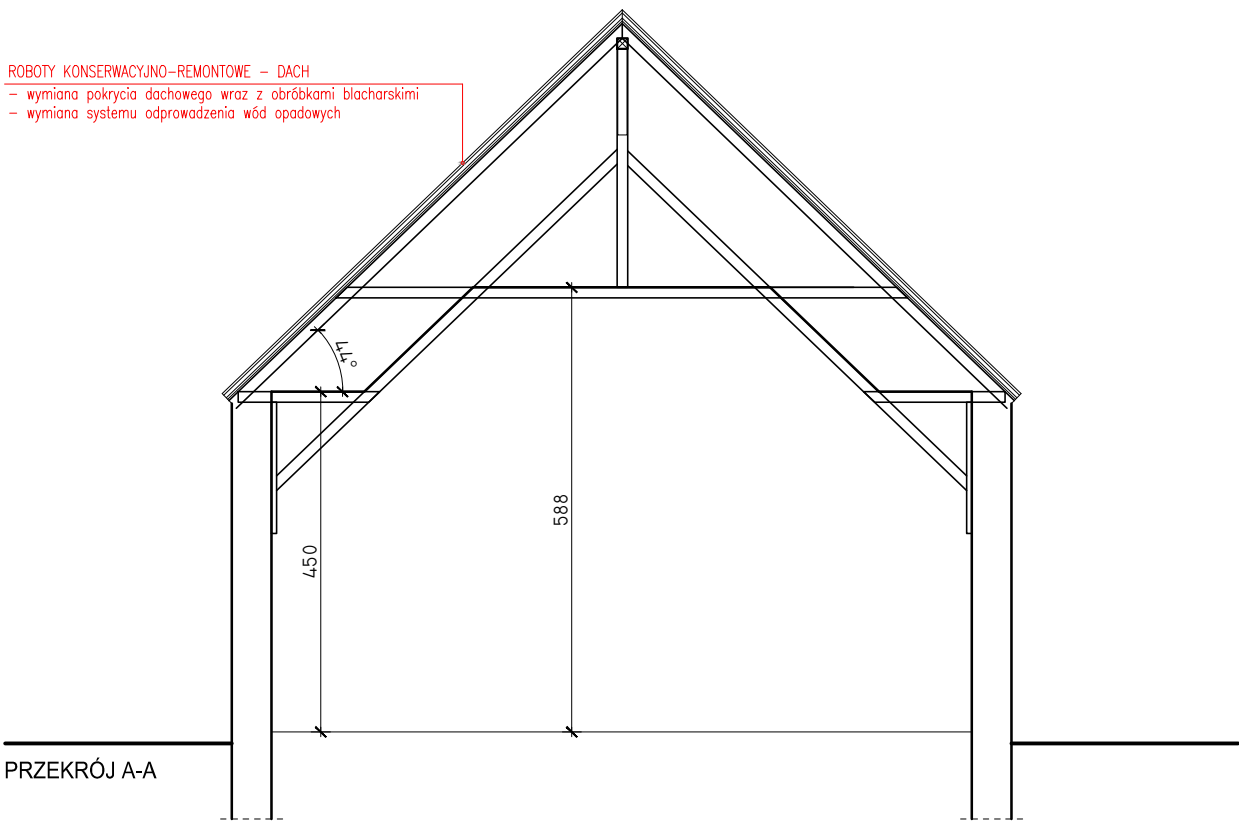 ROBOTY KONSERWACYJNO-REMONTOWE - DACH
- wymiana pokrycia dachowego wraz z obróbkami blacharskimi
- wymiana systemu odprowadzenia wód opadowych
44°
588
450
PRZEKRÓJ A-A